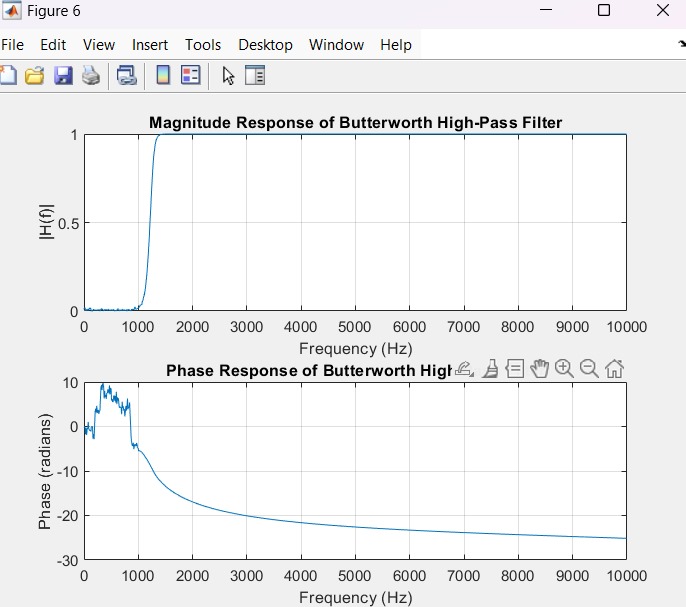 Figure 6
File Edit View Insert Tools Desktop Window Help
Magnitude Response of Butterworth High-Pass Filter
1
0.5
0
|H(f)|
0 1000 2000 3000 4000 5000 6000 7000 8000 9000 10000
Frequency (Hz)
Phase Response of Butterworth High
10
0
-10
-20
-30
Phase (radians)
0 1000 2000 3000 4000 5000 6000 7000 8000 9000 10000
Frequency (Hz)